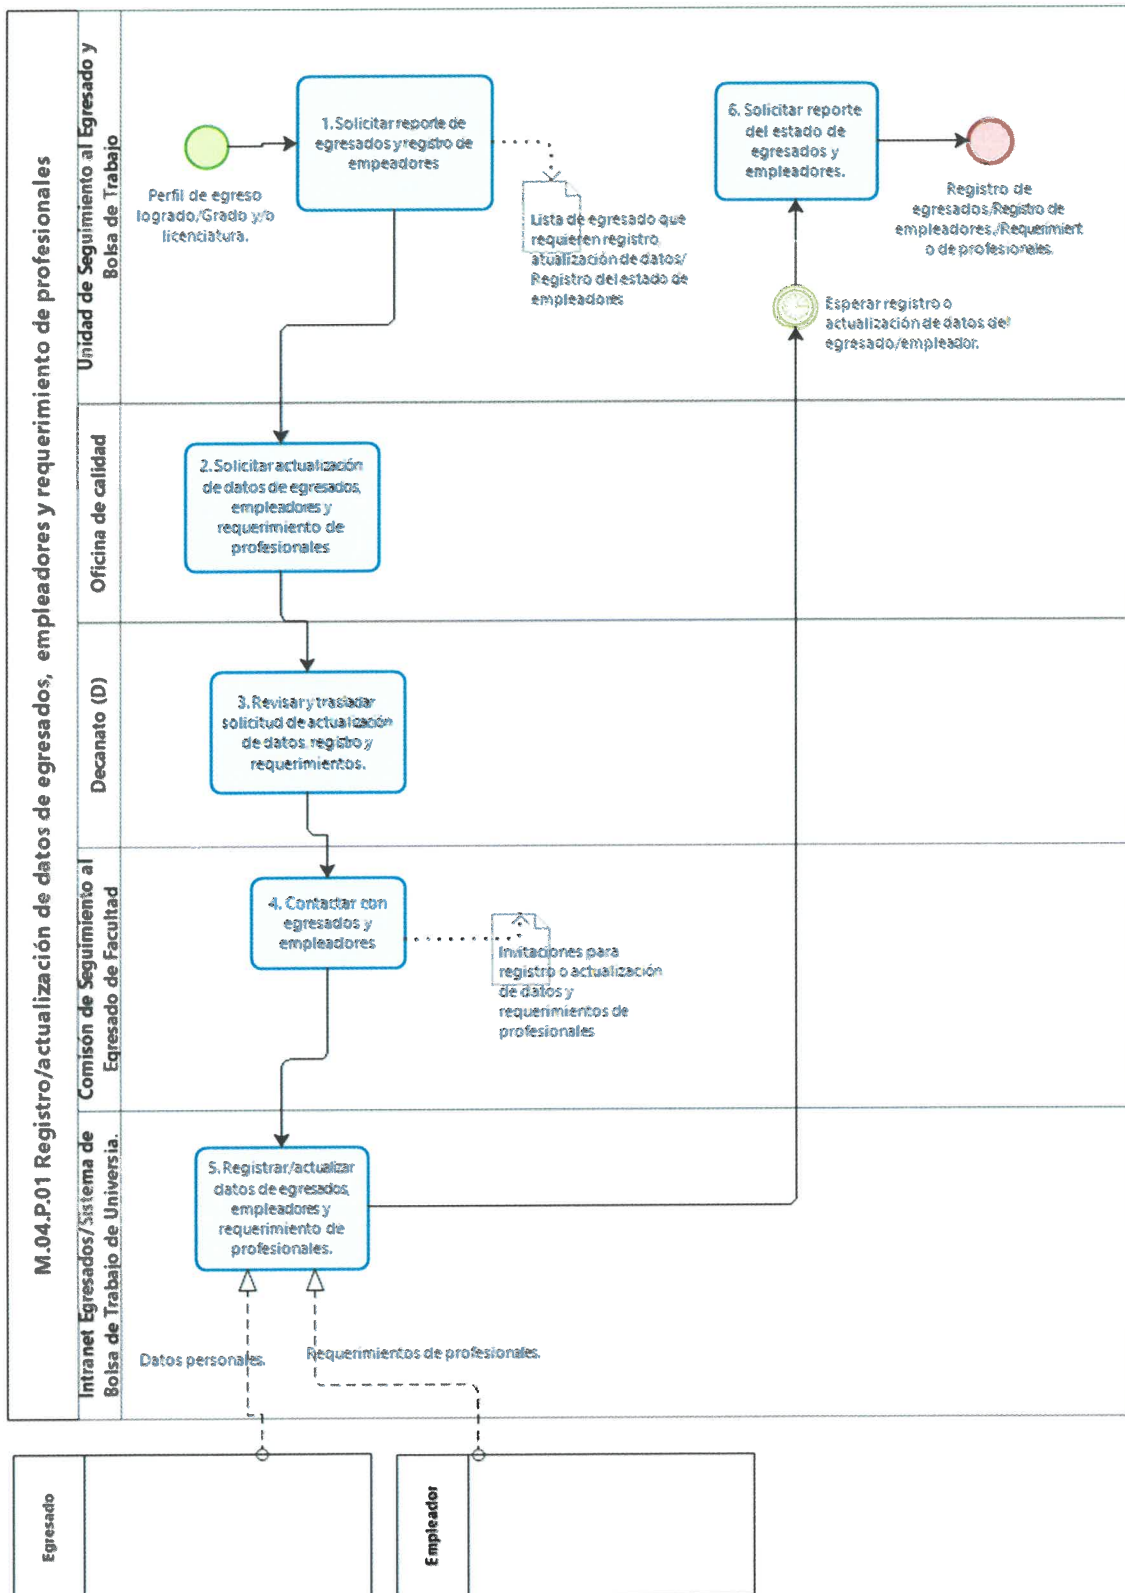 M.04.P.01 Registro/actualización de datos de egresados, empleadores y requerimiento de profesionales
Unidad de Seguimiento al Egresado y
Bolsa de Trabajo
Perfil de egreso
logrado/Grado y/o
licenciatura.
1. Solicitar reporte de
egresados y registro de
empeadores
Lista de egresado que
requieren registro,
atualización de datos/
Registro del estado de
empleadores
6. Solicitar reporte
del estado de
egresados y
empleadores.
Registro de
egresados/Registro de
empleadores./Requerimient
o de profesionales.
Esperar registro o
actualización de datos del
egresado/empleador.
Oficina de calidad
2. Solicitar actualización
de datos de egresados,
empleadores y
requerimiento de
profesionales
Decanato (D)
3. Revisar y trasladar
solicitud de actualización
de datos, registro y
requerimientos.
Comisón de Seguimiento al
Egresado de Facultad
4. Contactar con
egresados y
empleadores
Invitaciones para
registro o actualización
de datos y
requerimientos de
profesionales
Intranet Egresados/Sistema de
Bolsa de Trabajo de Universia.
5. Registrar/actualizar
datos de egresados,
empleadores y
requerimiento de
profesionales.
Datos personales.
Requerimientos de profesionales.
Egresado
Empleador